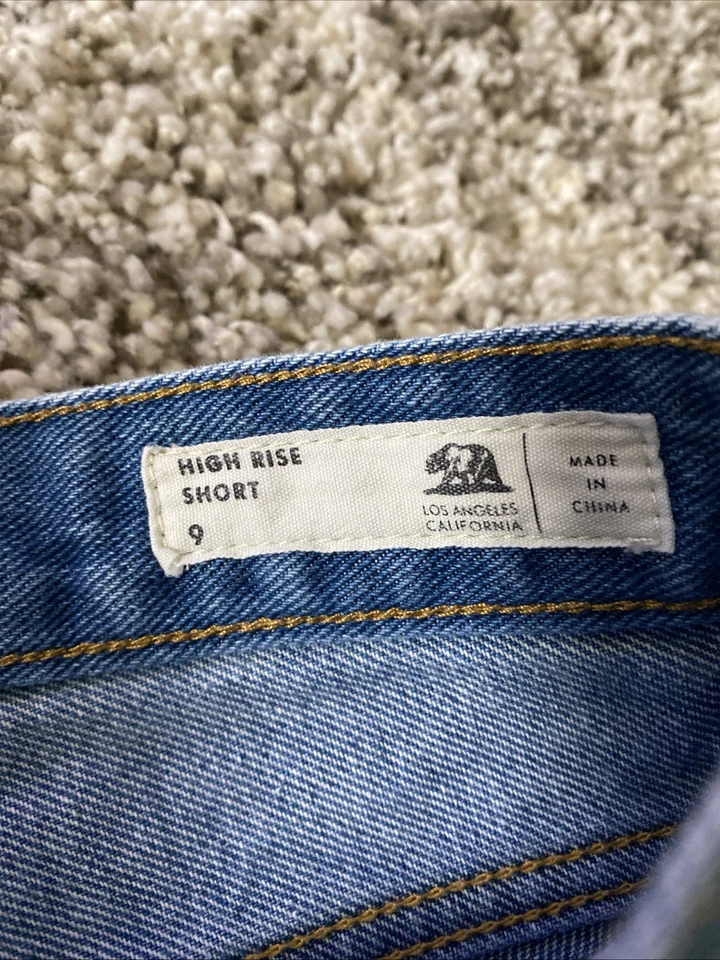 HIGH RISE
SHORT
9
LOS ANGELES
CALIFORNIA
MADE
IN
CHINA